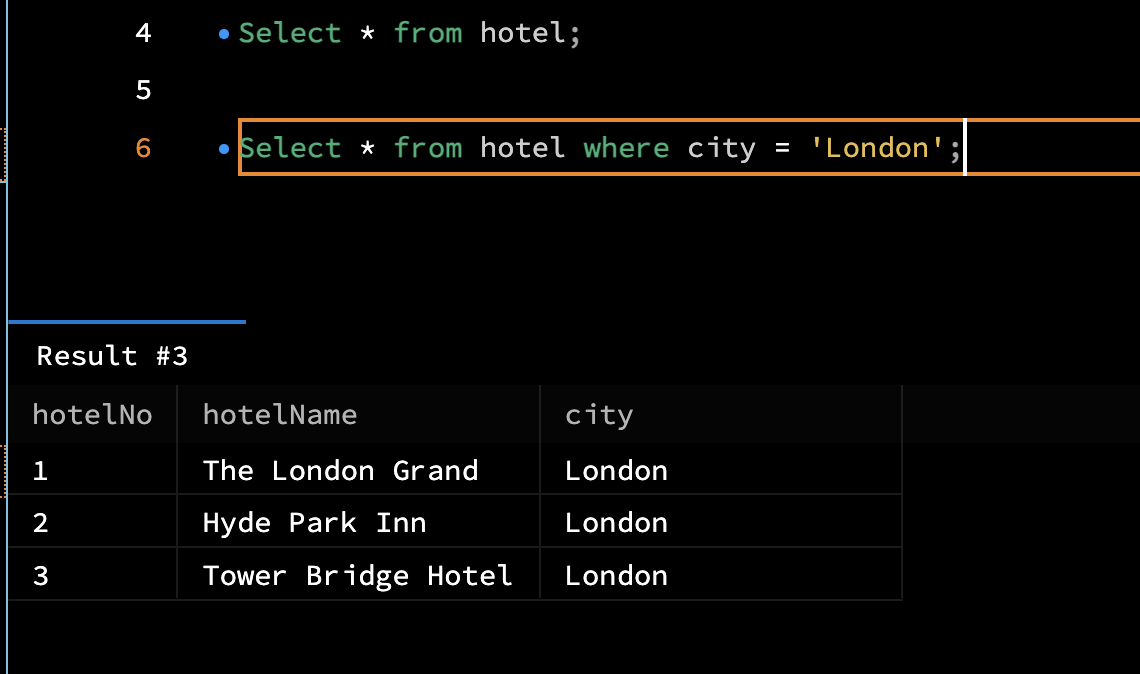 4 Select * from hotel;
5
6 Select * from hotel where city = 'London';
Result #3
hotelNo hotelName city
1 The London Grand London
2 Hyde Park Inn London
3 Tower Bridge Hotel London